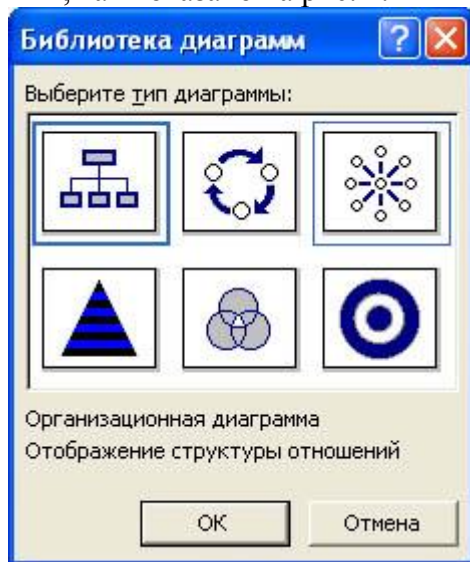 Библиотека диаграмм
Выберите тип диаграммы:
Организационная диаграмма
Отображение структуры отношений
ОК
Отмена